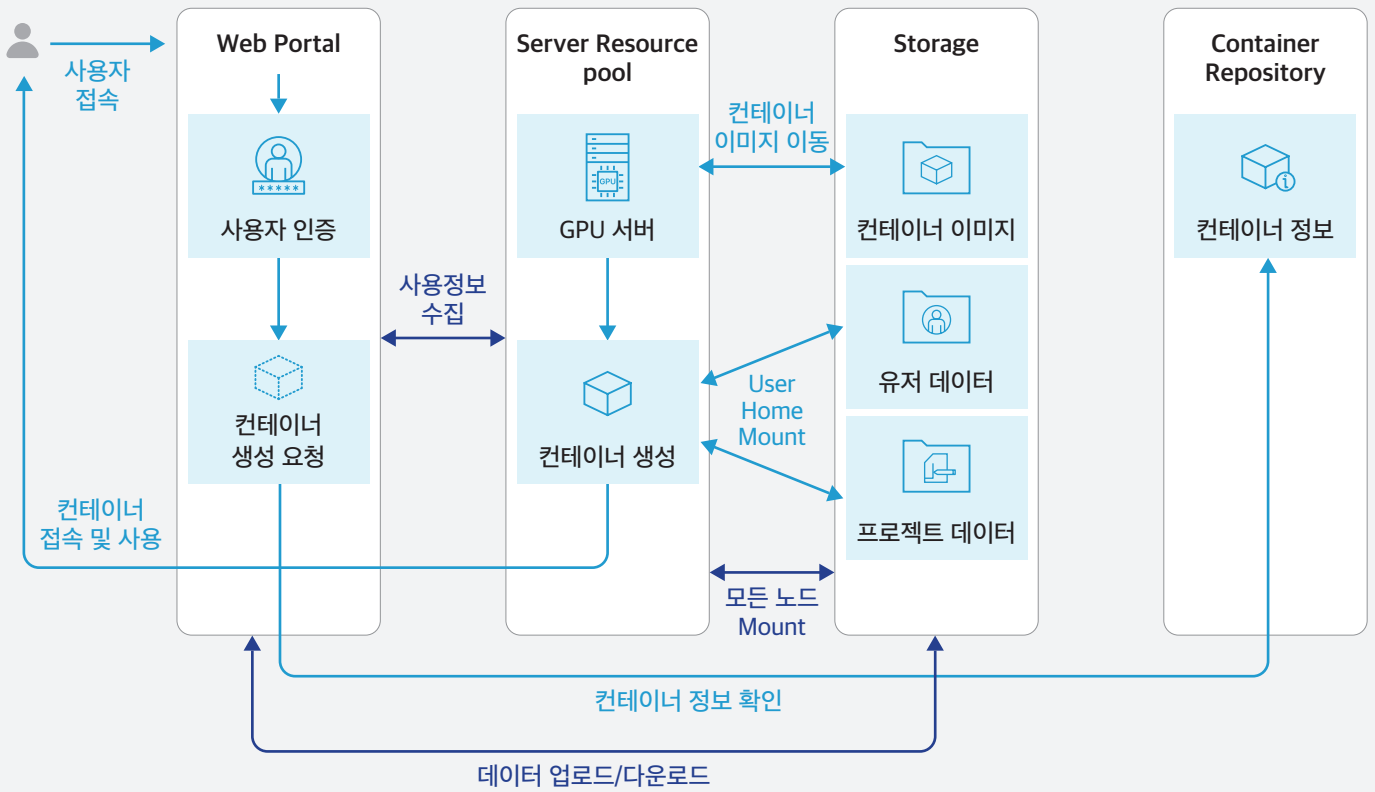 Web Portal
Server Resource
pool
Storage
Container
Repository
사용자
접속
사용자 인증
컨테이너
생성 요청
사용정보
수집
GPU
GPU 서버
컨테이너 생성
컨테이너
이미지 이동
User
Home
Mount
컨테이너 이미지
유저 데이터
프로젝트 데이터
컨테이너 정보
컨테이너
접속 및 사용
모든 노드
Mount
컨테이너 정보 확인
데이터 업로드/다운로드